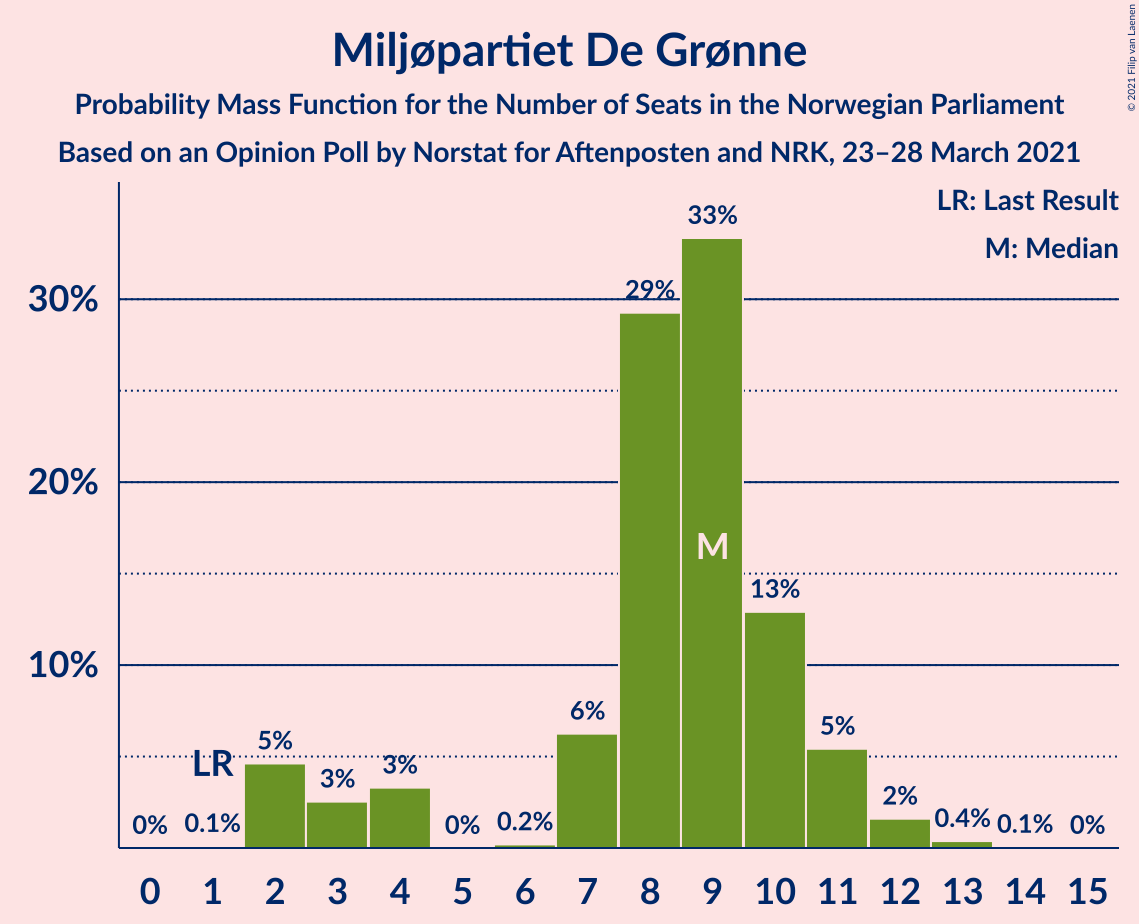 Miljøpartiet De Grønne
Probability Mass Function for the Number of Seats in the Norwegian Parliament
Based on an Opinion Poll by Norstat for Aftenposten and NRK, 23–28 March 2021
© 2021 Filip van Laenen
LR: Last Result
M: Median
30%
20%
10%
0%
0.1%
LR
5%
3%
3%
0%
0.2%
6%
29%
33%
M
13%
5%
2%
0.4%
0.1%
0%
0 1 2 3 4 5 6 7 8 9 10 11 12 13 14 15